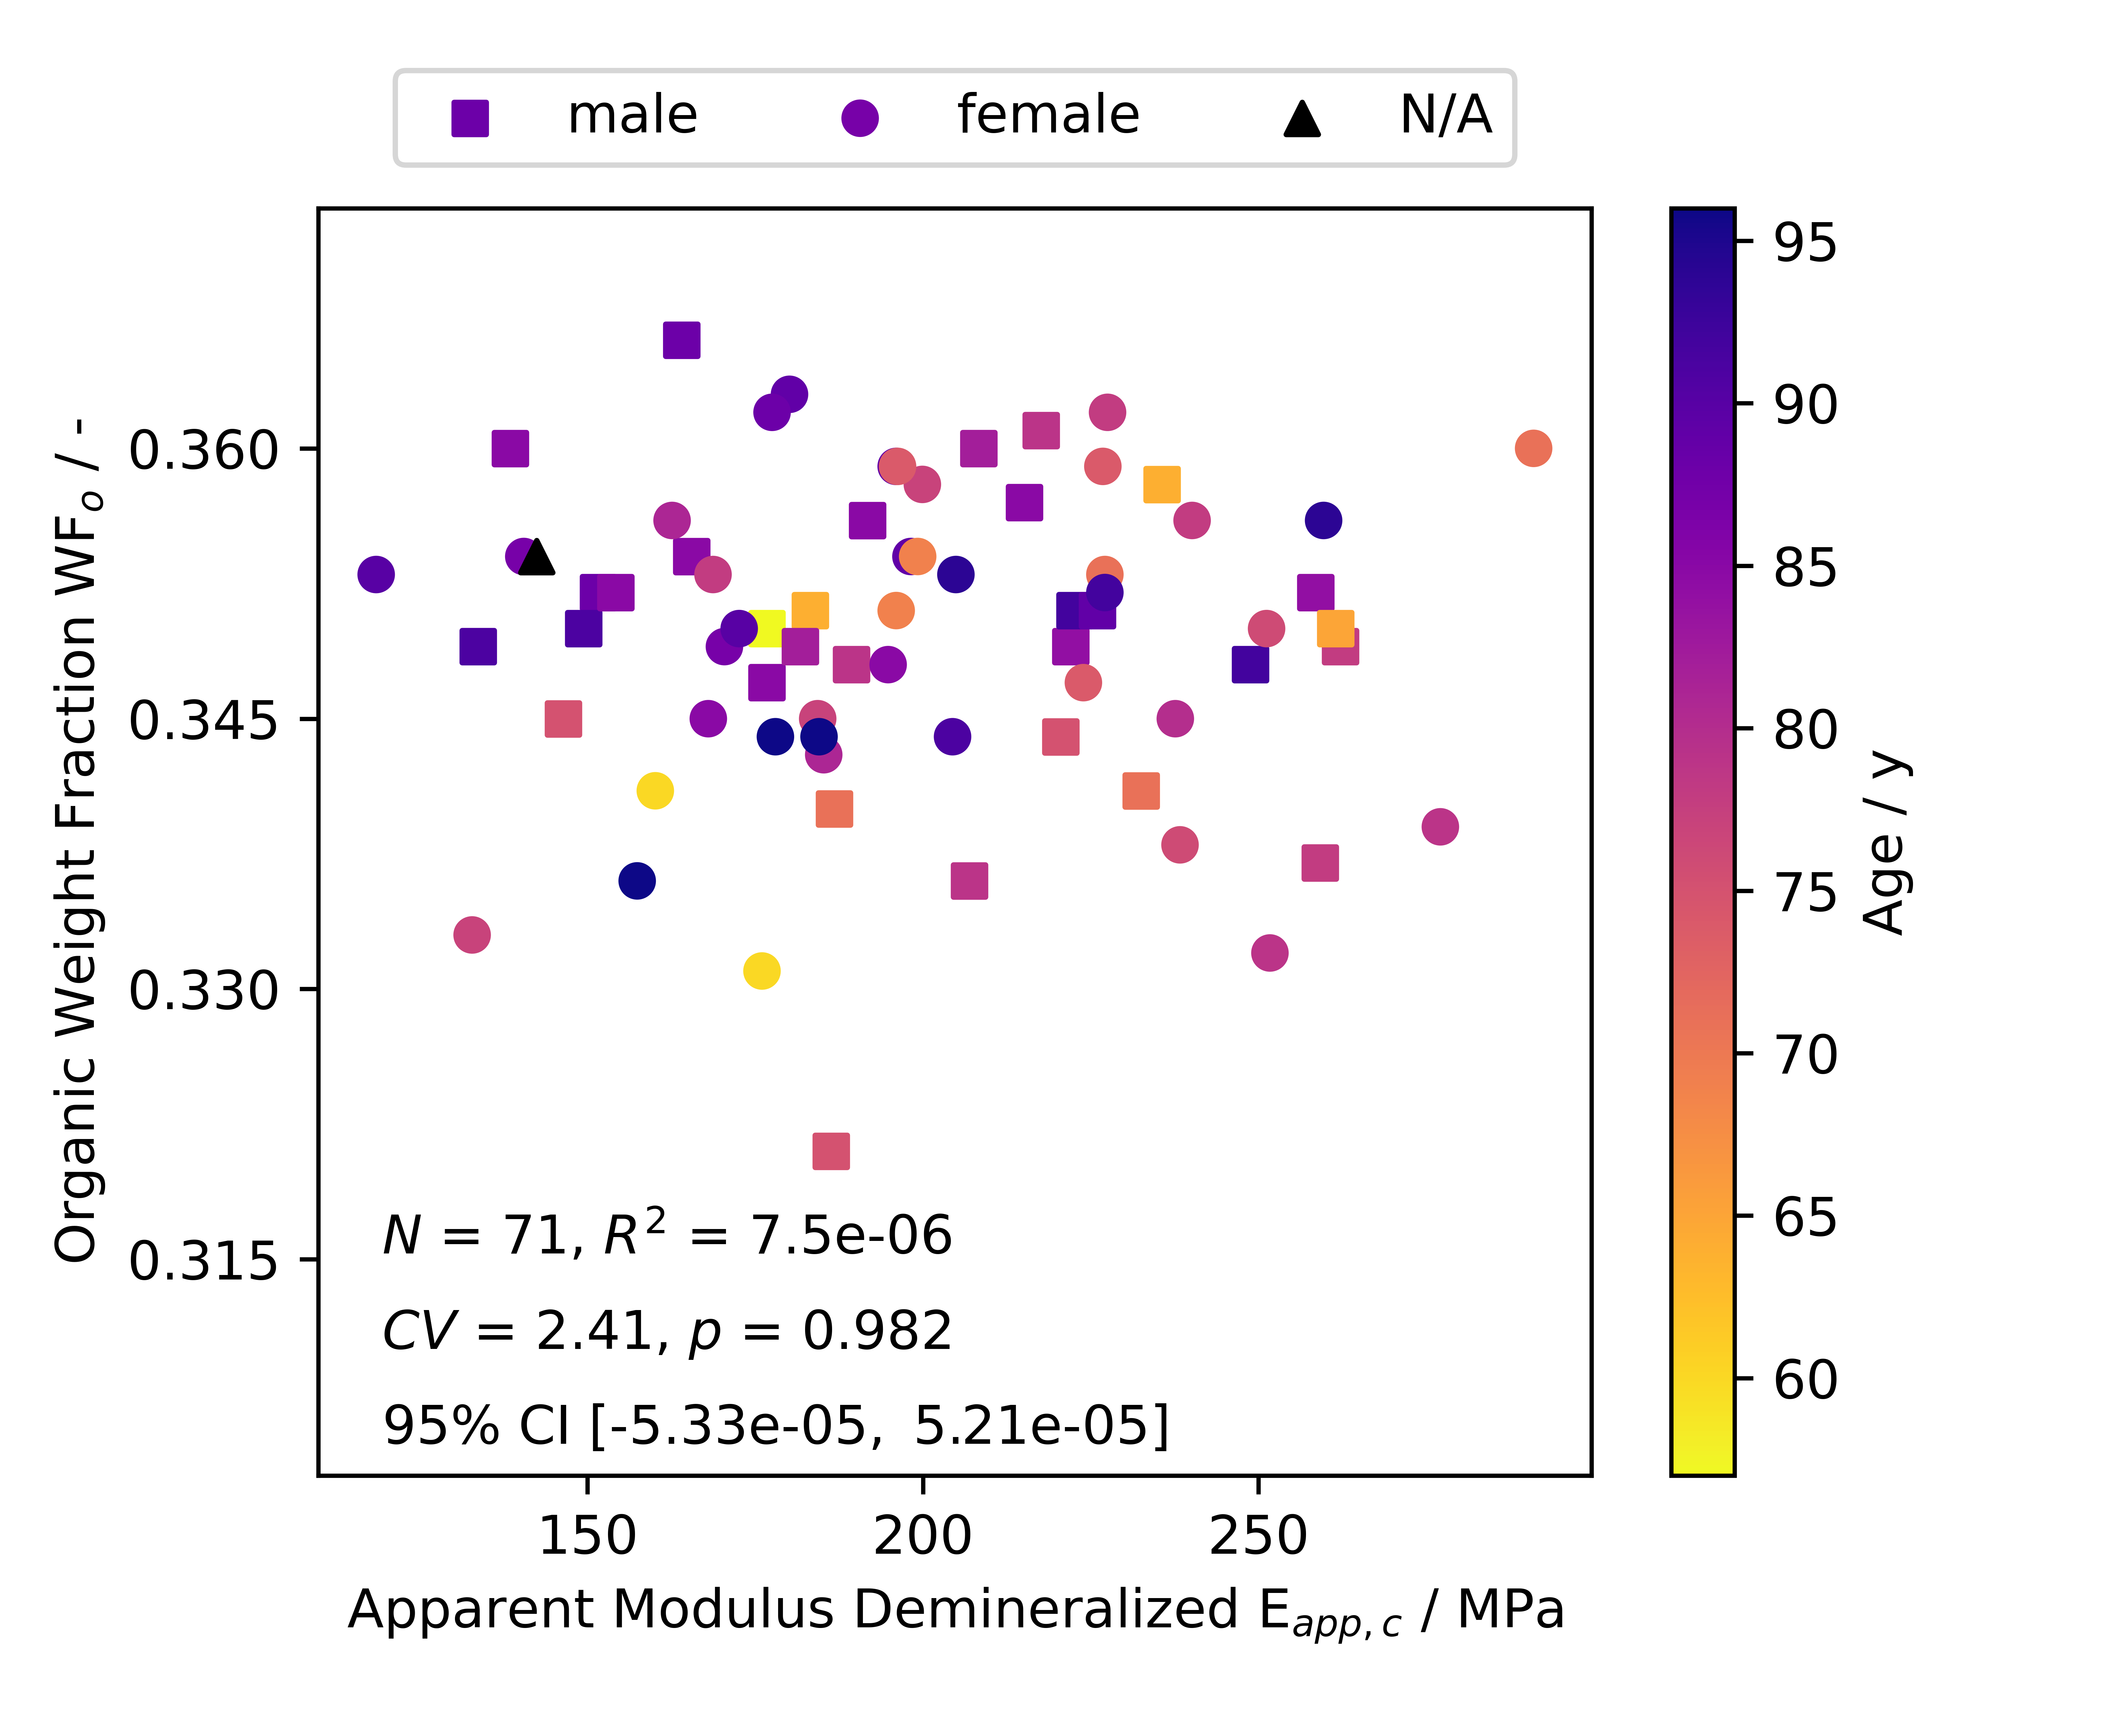 male female N/A
Organic Weight Fraction WF_o / -
0.360
0.345
0.330
0.315
N = 71, R² = 7.5e-06
CV = 2.41, p = 0.982
95% CI [-5.33e-05, 5.21e-05]
150 200 250
Apparent Modulus Demineralized E_app,c / MPa
95
90
85
80
75
70
65
60
Age / y